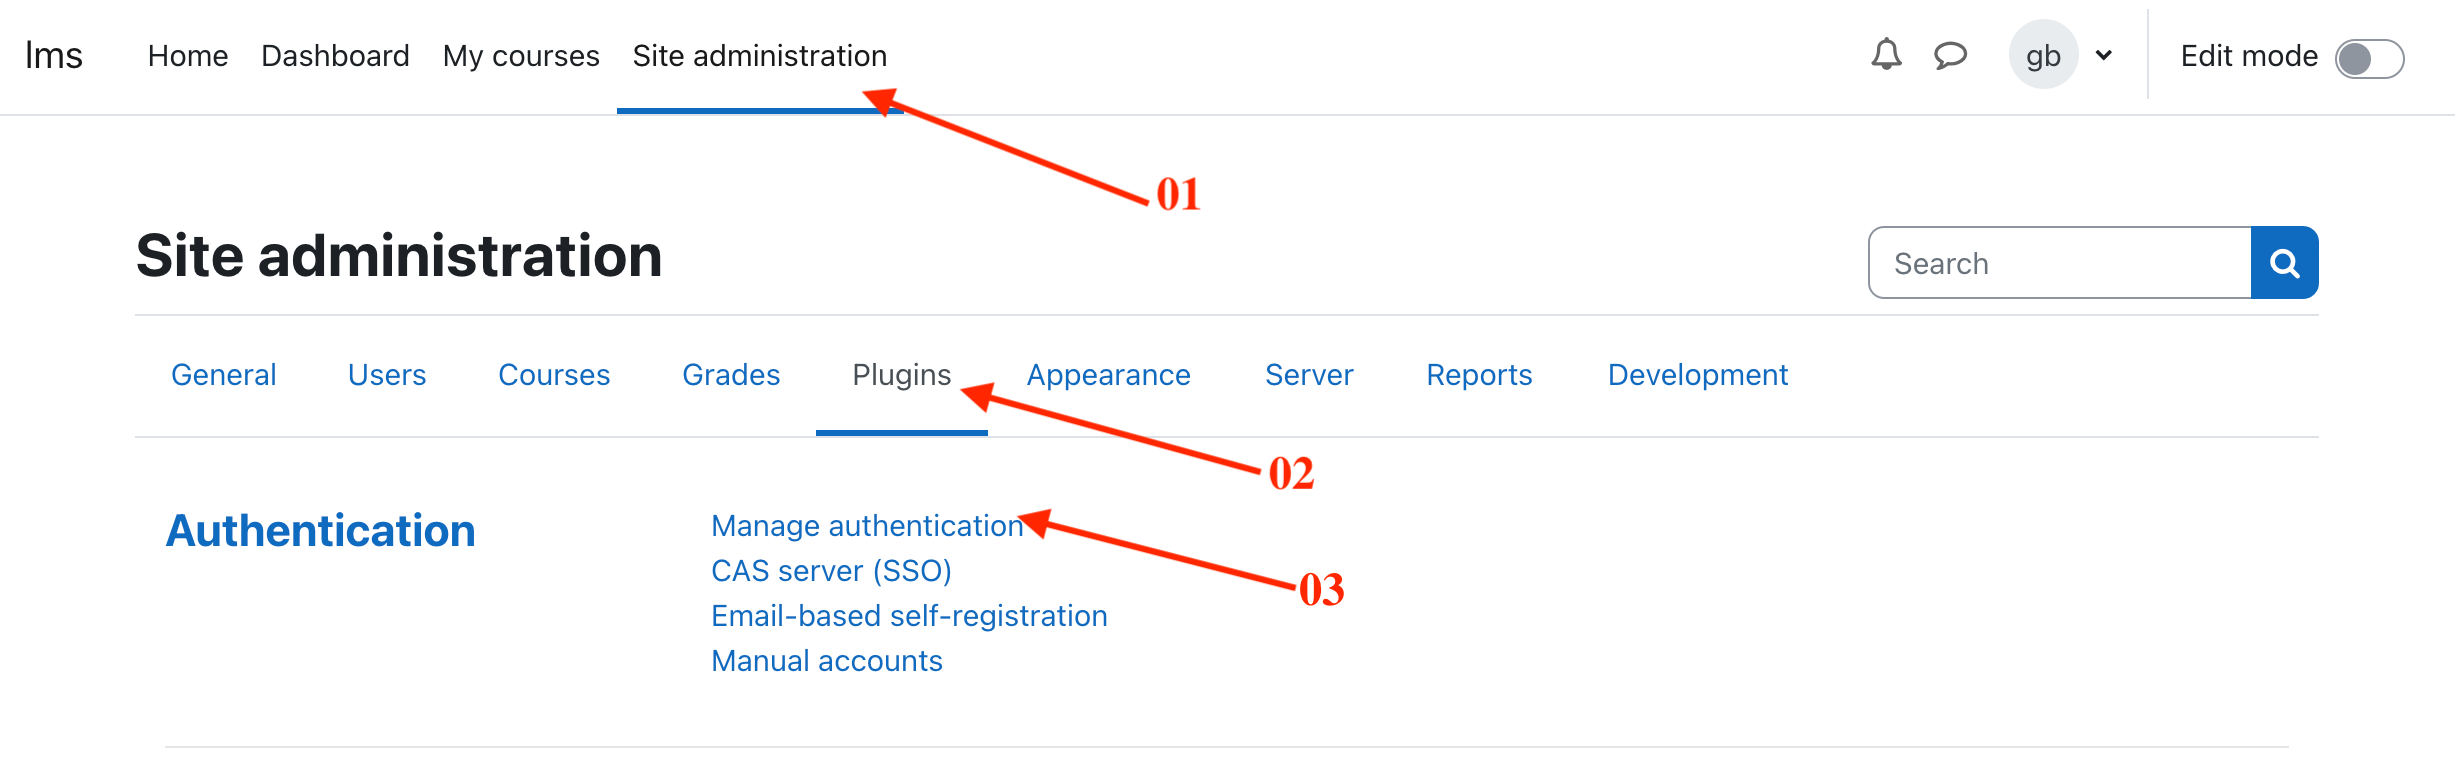 lms Home Dashboard My courses Site administration gb Edit mode
01
Site administration Search
General Users Courses Grades Plugins Appearance Server Reports Development
02
Authentication Manage authentication
CAS server (SSO)
03
Email-based self-registration
Manual accounts